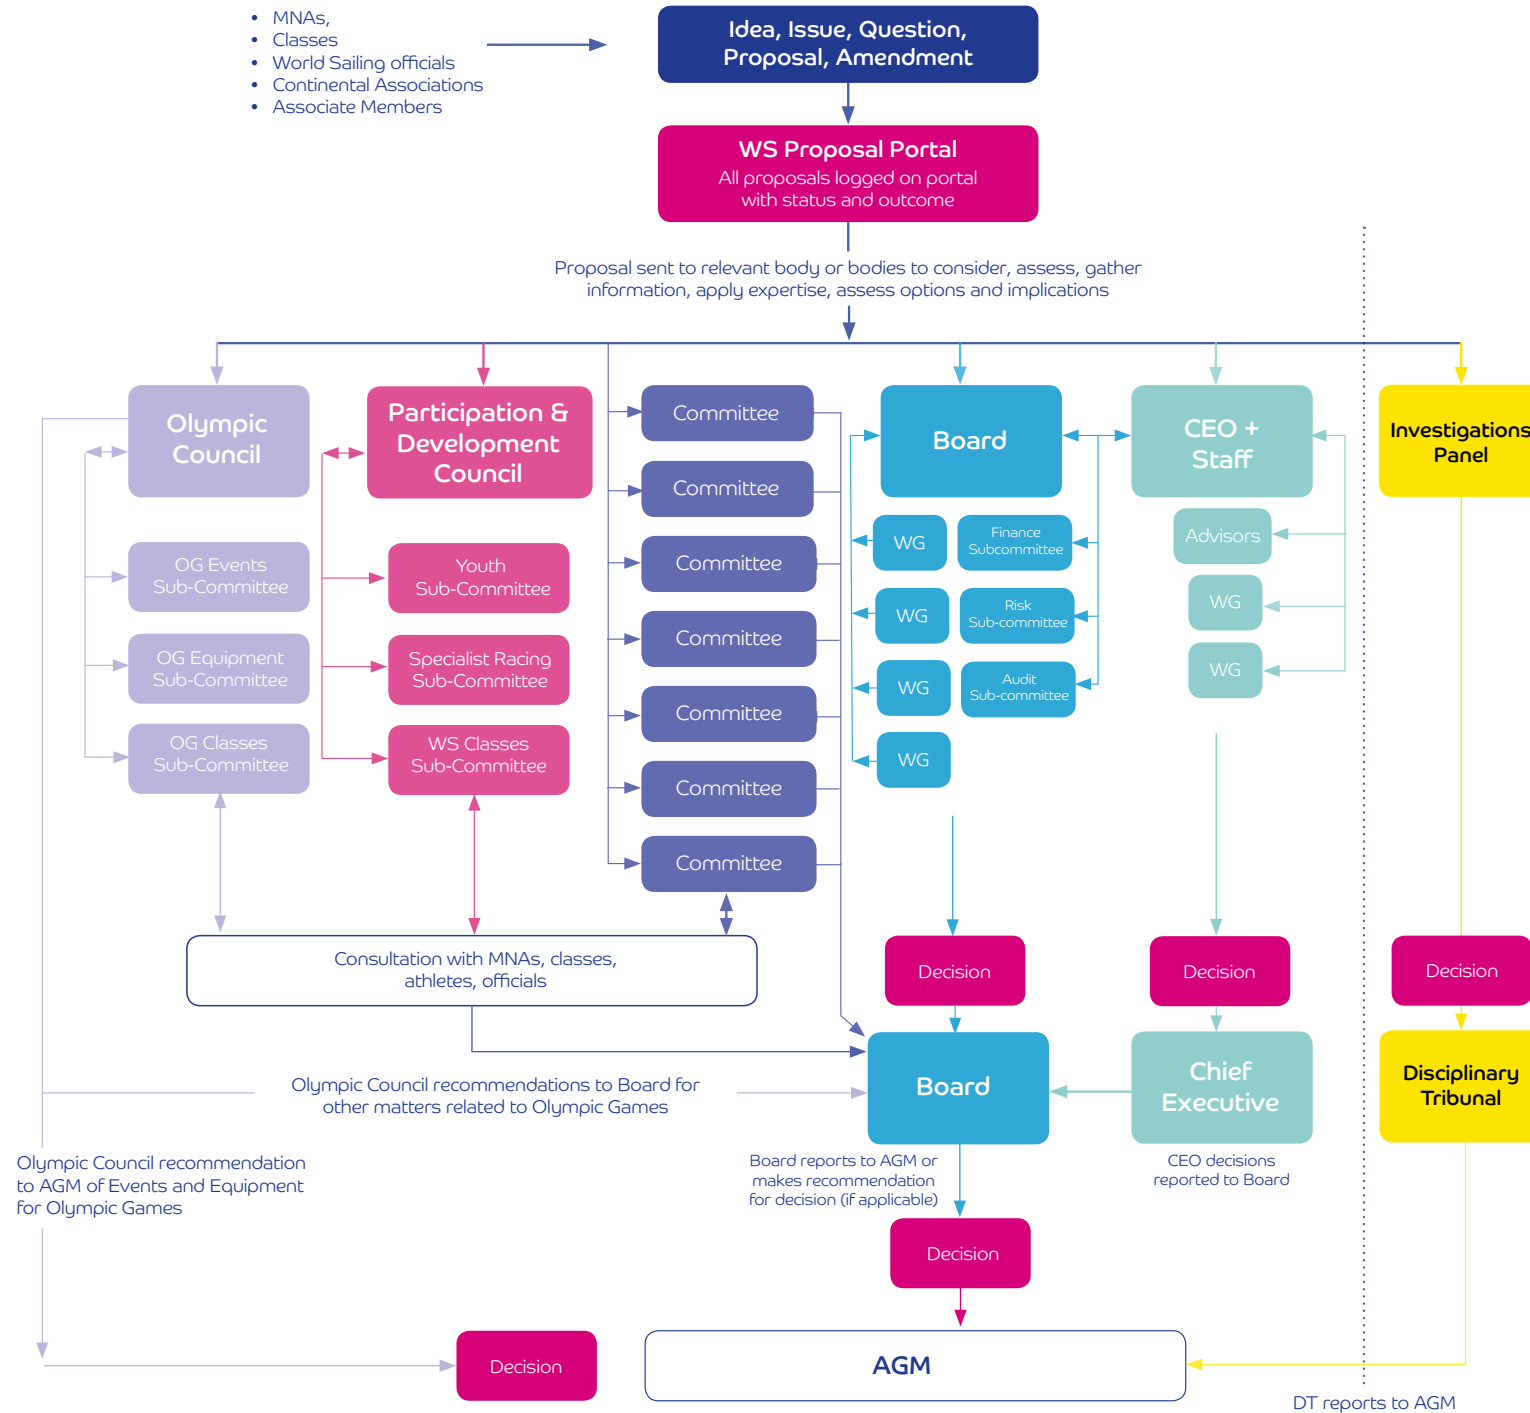 • MNAs,
• Classes
• World Sailing officials
• Continental Associations
• Associate Members
Idea, Issue, Question,
Proposal, Amendment
WS Proposal Portal
All proposals logged on portal
with status and outcome
Proposal sent to relevant body or bodies to consider, assess, gather
information, apply expertise, assess options and implications
Olympic
Council
OG Events
Sub-Committee
OG Equipment
Sub-Committee
OG Classes
Sub-Committee
Participation &
Development
Council
Youth
Sub-Committee
Specialist Racing
Sub-Committee
WS Classes
Sub-Committee
Committee
Committee
Committee
Committee
Committee
Committee
Committee
Board
WG
WG
WG
WG
Finance
Subcommittee
Risk
Sub-committee
Audit
Sub-committee
CEO +
Staff
Advisors
WG
WG
Investigations
Panel
Consultation with MNAs, classes,
athletes, officials
Decision
Decision
Decision
Olympic Council recommendations to Board for
other matters related to Olympic Games
Board
Chief
Executive
Disciplinary
Tribunal
Olympic Council recommendation
to AGM of Events and Equipment
for Olympic Games
Board reports to AGM or
makes recommendation
for decision (if applicable)
CEO decisions
reported to Board
Decision
Decision
AGM
DT reports to AGM